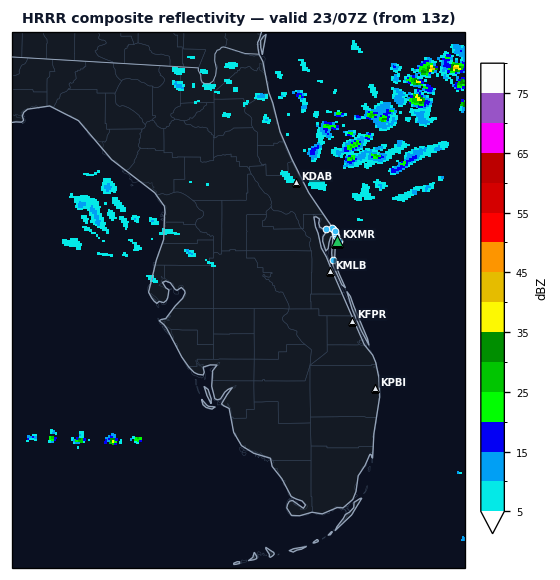 HRRR composite reflectivity — valid 23/07Z (from 13z)
KDAB
KXMR
KMLB
KFPR
KPBI
75
65
55
45
35
25
15
5
dBZ